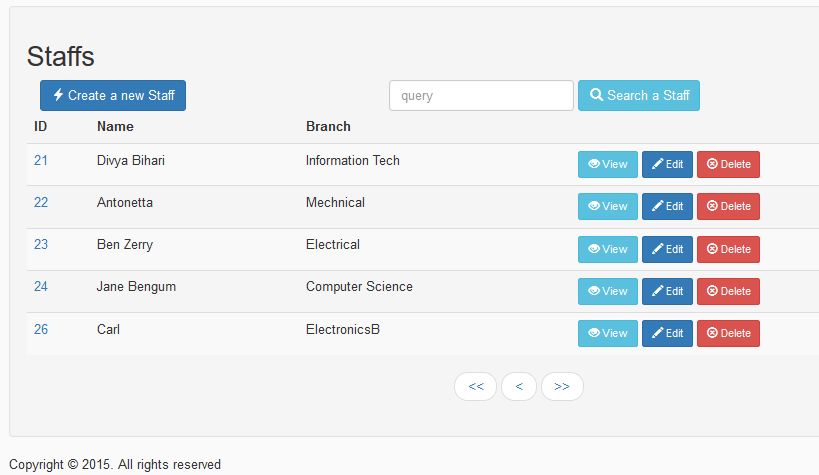 Staffs
Create a new Staff query Search a Staff
ID Name Branch
21 Divya Bihari Information Tech View Edit Delete
22 Antonetta Mechnical View Edit Delete
23 Ben Zerry Electrical View Edit Delete
24 Jane Bengum Computer Science View Edit Delete
26 Carl ElectronicsB View Edit Delete
<< < >>
Copyright © 2015. All rights reserved